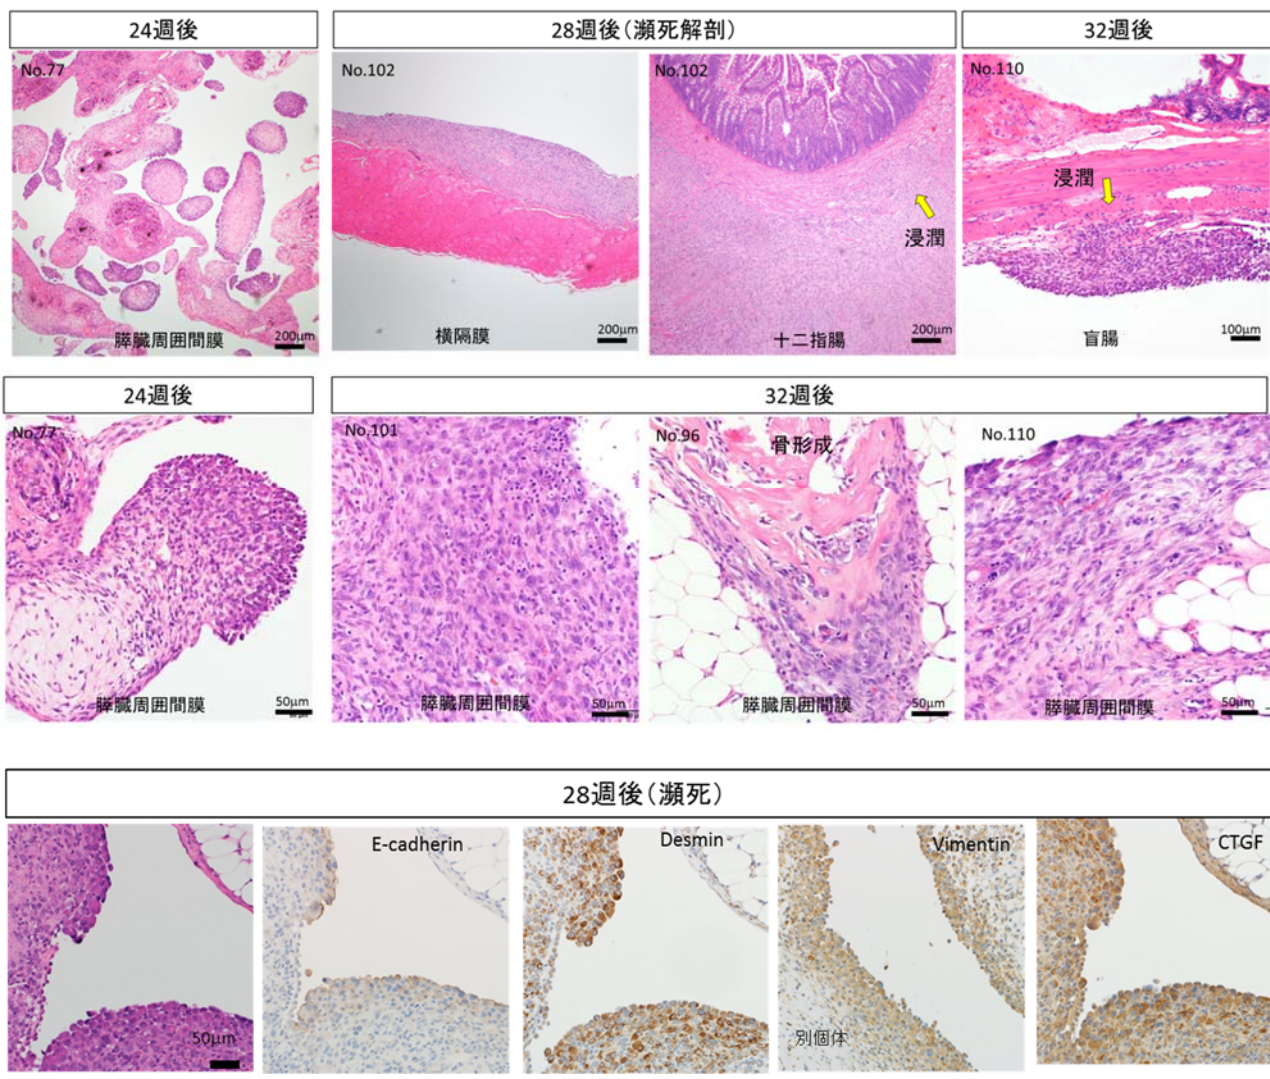 24週後
28週後(瀕死解剖)
32週後
No.77
No.102
No.102
No.110
浸潤
浸潤
200μm
200μm
200μm
100μm
膵臓周囲間膜
横隔膜
十二指腸
盲腸
24週後
32週後
No.77
No.101
No.96
No.110
骨形成
50μm
50μm
50μm
50μm
膵臓周囲間膜
膵臓周囲間膜
膵臓周囲間膜
膵臓周囲間膜
28週後(瀕死)
E-cadherin
Desmin
Vimentin
CTGF
50μm
別個体